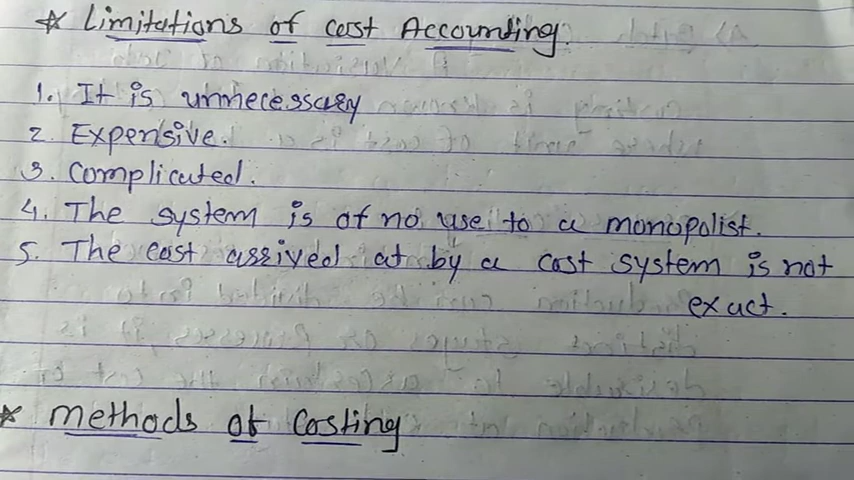 * Limitations of cost Accounting.
1. It is unnecessary
2. Expensive.
3. Complicated.
4. The system is of no use to a monopolist.
5. The cost arrived at by a cost system is not
exact.
* methods of Costing